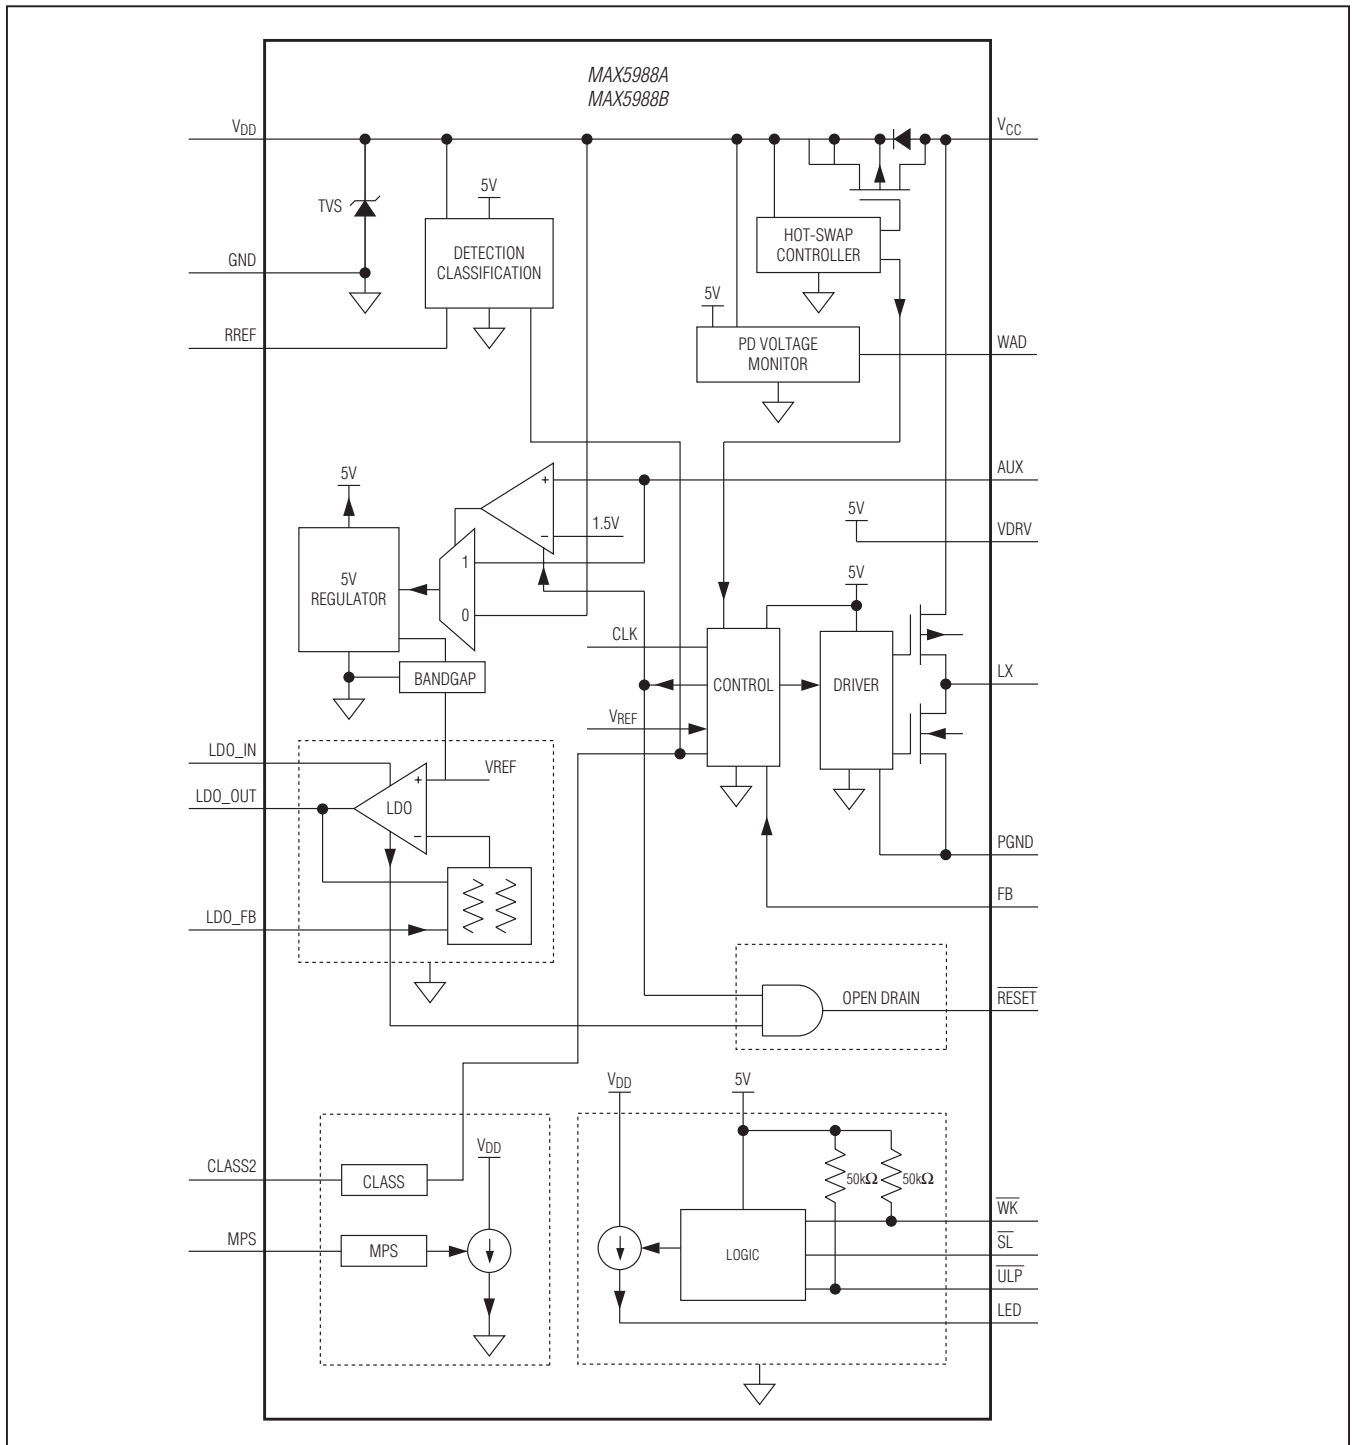 MAX5988A
MAX5988B
VDD
VCC
TVS
5V
DETECTION
CLASSIFICATION
HOT-SWAP
CONTROLLER
GND
5V
RREF
PD VOLTAGE
MONITOR
WAD
5V
+
AUX
−
1.5V
5V
VDRV
1
5V
REGULATOR
0
5V
CLK
BANDGAP
CONTROL
DRIVER
LX
VREF
LDO_IN
+
VREF
LDO_OUT
LDO
−
PGND
FB
LDO_FB
OPEN DRAIN
RESET
VDD
5V
VDD
CLASS2
CLASS
50kΩ
50kΩ
WK
MPS
MPS
LOGIC
SL
ULP
LED